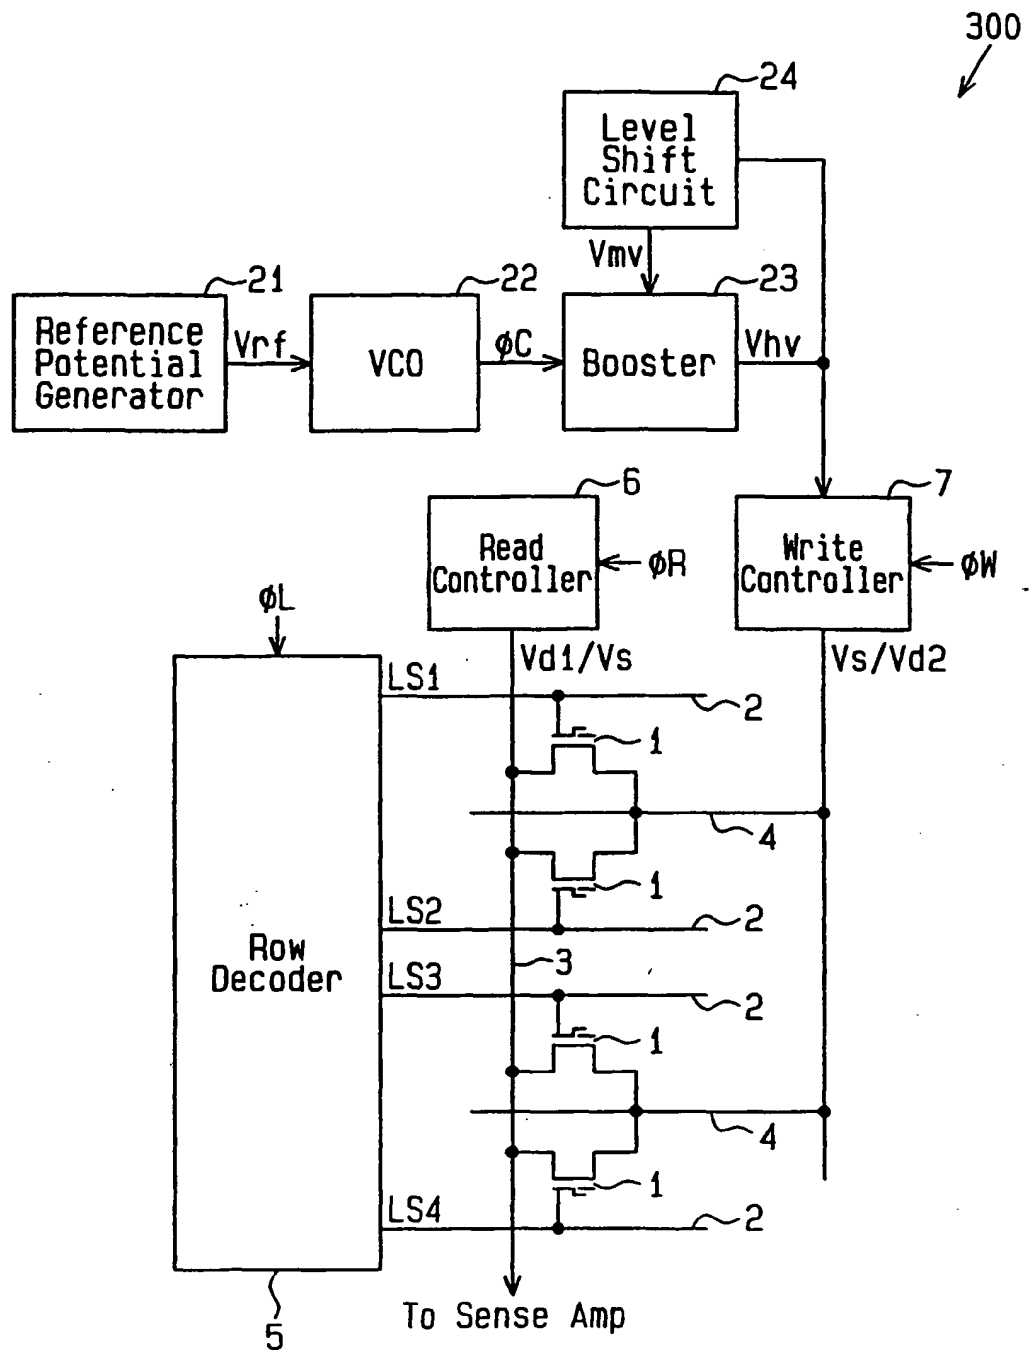 300
24
Level
Shift
Circuit
Vmv
21
22
23
Reference
Potential
Generator
Vrf
VCO
φC
Booster
Vhv
6
7
Read
Controller
φR
Write
Controller
φW
φL
Vd1/Vs
Vs/Vd2
LS1
2
1
4
1
LS2
2
Row
Decoder
3
LS3
2
1
4
1
LS4
2
5
To Sense Amp